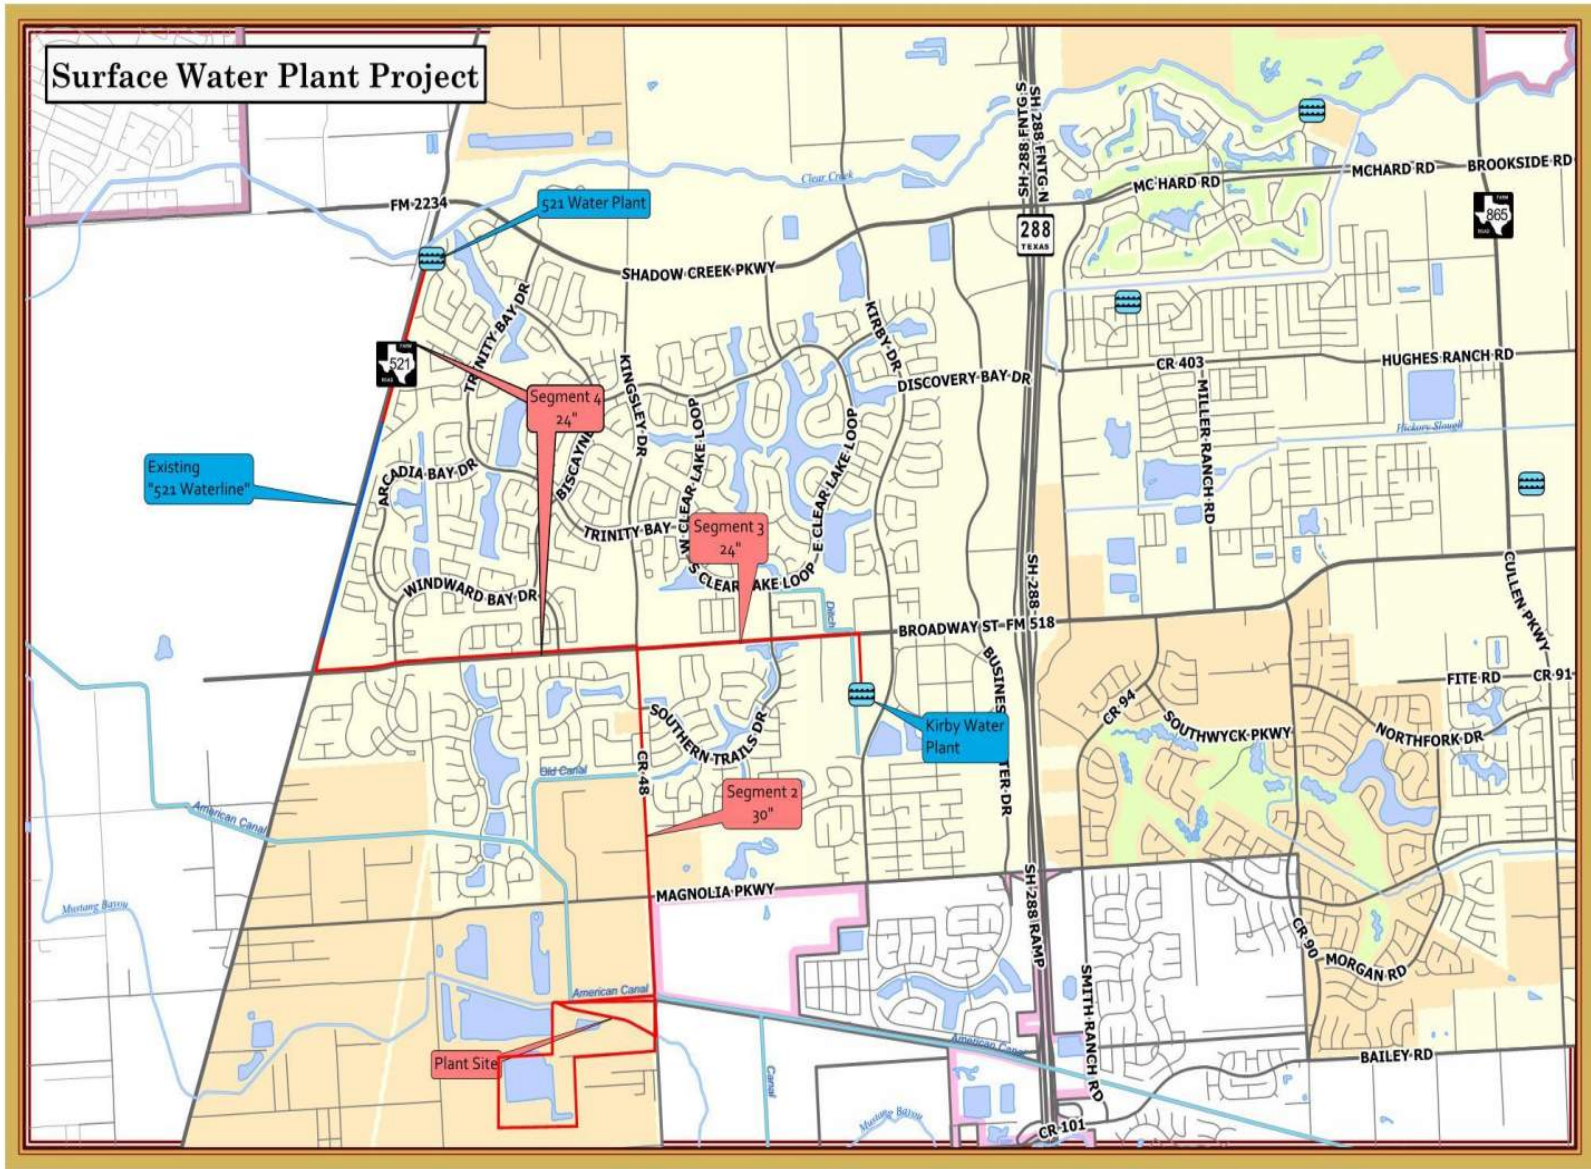 Surface Water Plant Project
SH 288 FNTG S
SH 288 FNTG N
Clear Creek
MC HARD RD
MCHARD RD
BROOKSIDE RD
FM 2234
521 Water Plant
288
TEXAS
FARM
865
ROAD
SHADOW CREEK PKWY
TRINITY BAY DR
KIRBY DR
FARM
521
ROAD
KINGSLEY DR
CR 403
HUGHES RANCH RD
DISCOVERY BAY DR
MILLER RANCH RD
Segment 4
24"
W CLEAR LAKE LOOP
E CLEAR LAKE LOOP
Hickory Slough
Existing
"521 Waterline"
ARCADIA BAY DR
BISCAYNE
TRINITY BAY
Segment 3
24"
S CLEAR LAKE LOOP
WINDWARD BAY DR
Ditch
SH 288
CULLEN PKWY
BROADWAY ST FM 518
BUSINES
TER DR
FITE RD
CR 91
CR 94
SOUTHWYCK PKWY
NORTHFORK DR
SOUTHERN TRAILS DR
Kirby Water
Plant
CR 48
Old Canal
Segment 2
30"
American Canal
MAGNOLIA PKWY
Mustang Bayou
SH 288 RAMP
CR 90
MORGAN RD
SMITH RANCH RD
American Canal
American Canal
BAILEY RD
Plant Site
Canal
Mustang Bayou
CR 101